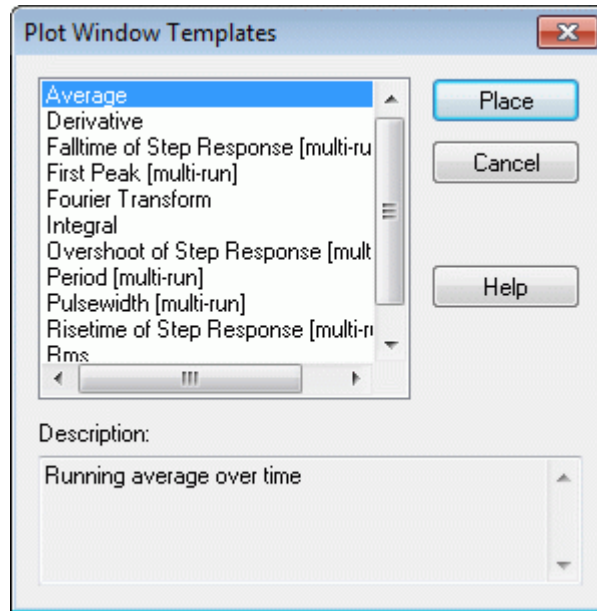 Plot Window Templates
Average
Derivative
Falltime of Step Response [multi-ru
First Peak [multi-run]
Fourier Transform
Integral
Overshoot of Step Response [mult
Period [multi-run]
Pulsewidth [multi-run]
Risetime of Step Response [multi-r
Rms
Place
Cancel
Help
Description:
Running average over time